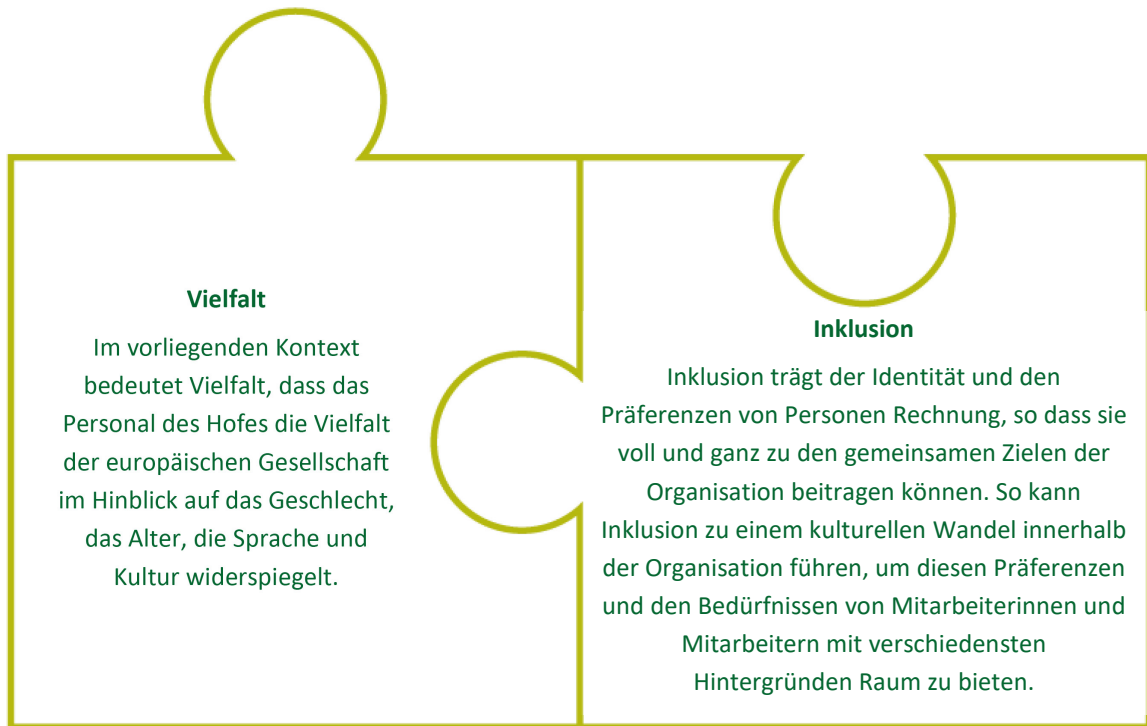 Vielfalt
Im vorliegenden Kontext
bedeutet Vielfalt, dass das
Personal des Hofes die Vielfalt
der europäischen Gesellschaft
im Hinblick auf das Geschlecht,
das Alter, die Sprache und
Kultur widerspiegelt.
Inklusion
Inklusion trägt der Identität und den
Präferenzen von Personen Rechnung, so dass sie
voll und ganz zu den gemeinsamen Zielen der
Organisation beitragen können. So kann
Inklusion zu einem kulturellen Wandel innerhalb
der Organisation führen, um diesen Präferenzen
und den Bedürfnissen von Mitarbeiterinnen und
Mitarbeitern mit verschiedensten
Hintergründen Raum zu bieten.